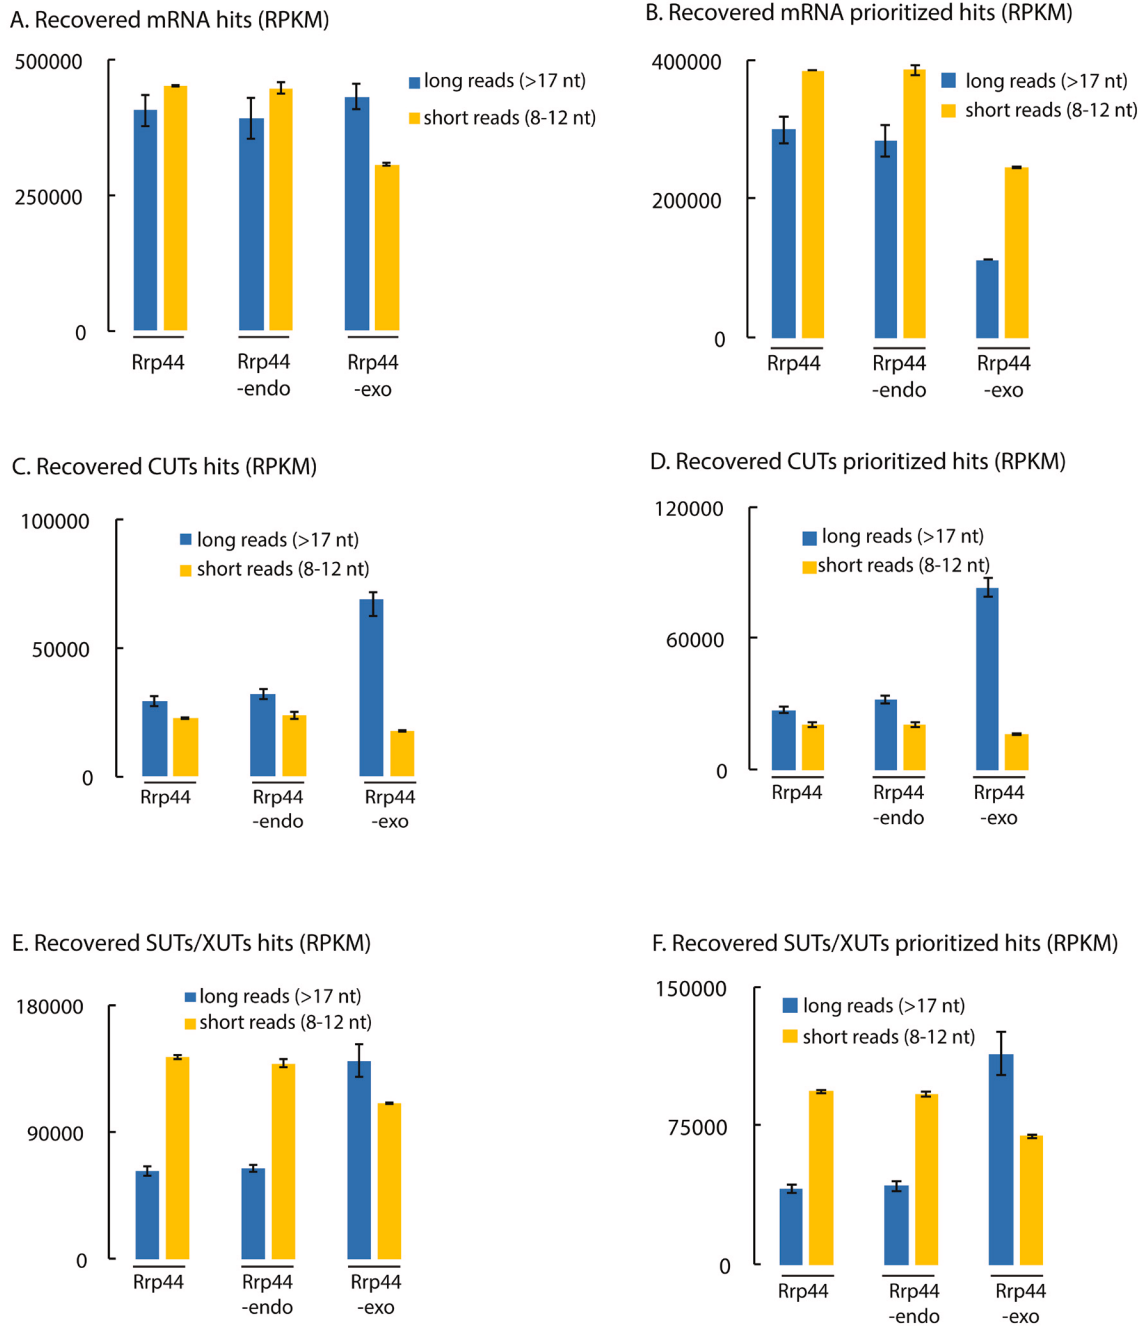 A. Recovered mRNA hits (RPKM)
500000
250000
0
long reads (>17 nt)
short reads (8-12 nt)
Rrp44
Rrp44
-endo
Rrp44
-exo
B. Recovered mRNA prioritized hits (RPKM)
400000
200000
0
long reads (>17 nt)
short reads (8-12 nt)
Rrp44
Rrp44
-endo
Rrp44
-exo
C. Recovered CUTs hits (RPKM)
100000
50000
0
long reads (>17 nt)
short reads (8-12 nt)
Rrp44
Rrp44
-endo
Rrp44
-exo
D. Recovered CUTs prioritized hits (RPKM)
120000
60000
0
long reads (>17 nt)
short reads (8-12 nt)
Rrp44
Rrp44
-endo
Rrp44
-exo
E. Recovered SUTs/XUTs hits (RPKM)
180000
90000
0
long reads (>17 nt)
short reads (8-12 nt)
Rrp44
Rrp44
-endo
Rrp44
-exo
F. Recovered SUTs/XUTs prioritized hits (RPKM)
150000
75000
0
long reads (>17 nt)
short reads (8-12 nt)
Rrp44
Rrp44
-endo
Rrp44
-exo